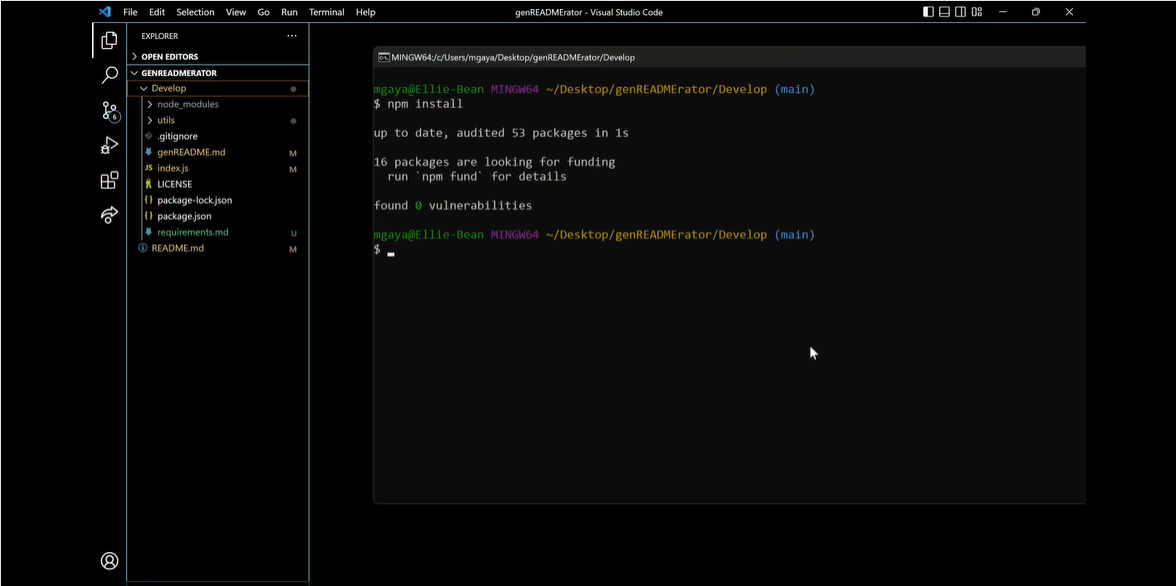 File Edit Selection View Go Run Terminal Help
genREADMErator - Visual Studio Code
EXPLORER
OPEN EDITORS
GENREADMERATOR
Develop
node_modules
utils
.gitignore
genREADME.md M
JS index.js M
LICENSE
package-lock.json
package.json
requirements.md U
README.md M
6
MINGW64:/c/Users/mgaya/Desktop/genREADMErator/Develop
mgaya@Ellie-Bean MINGW64 ~/Desktop/genREADMErator/Develop (main)
$ npm install
up to date, audited 53 packages in 1s
16 packages are looking for funding
run `npm fund` for details
found 0 vulnerabilities
mgaya@Ellie-Bean MINGW64 ~/Desktop/genREADMErator/Develop (main)
$